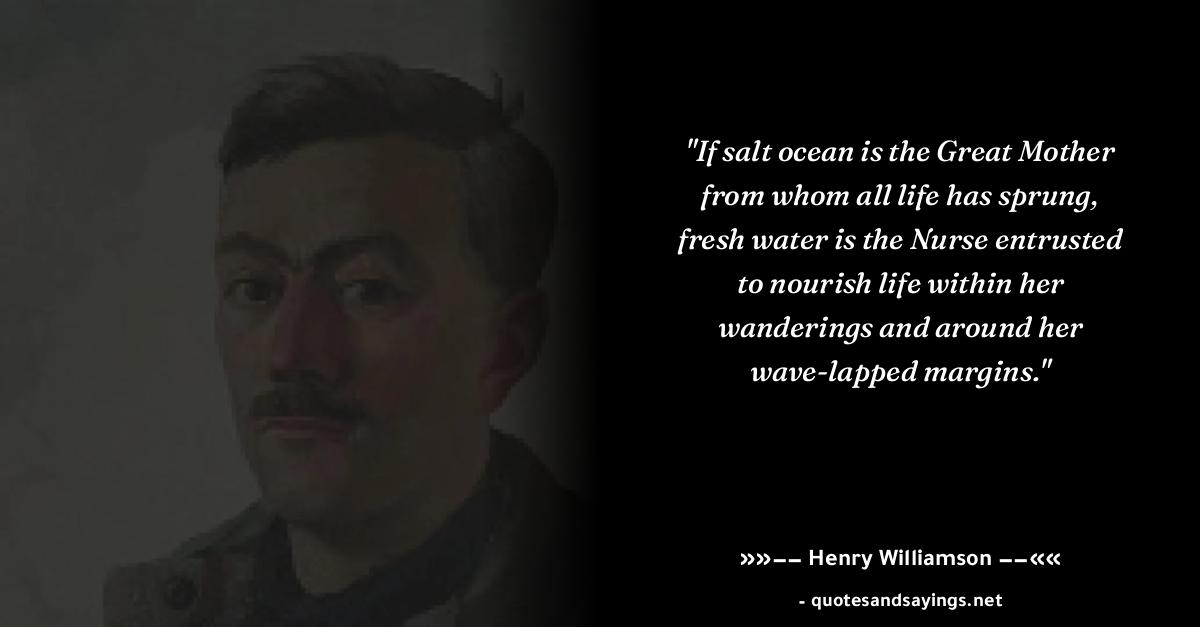 "If salt ocean is the Great Mother
from whom all life has sprung,
fresh water is the Nurse entrusted
to nourish life within her
wanderings and around her
wave-lapped margins."
»»–– Henry Williamson ––««
- quotesandsayings.net